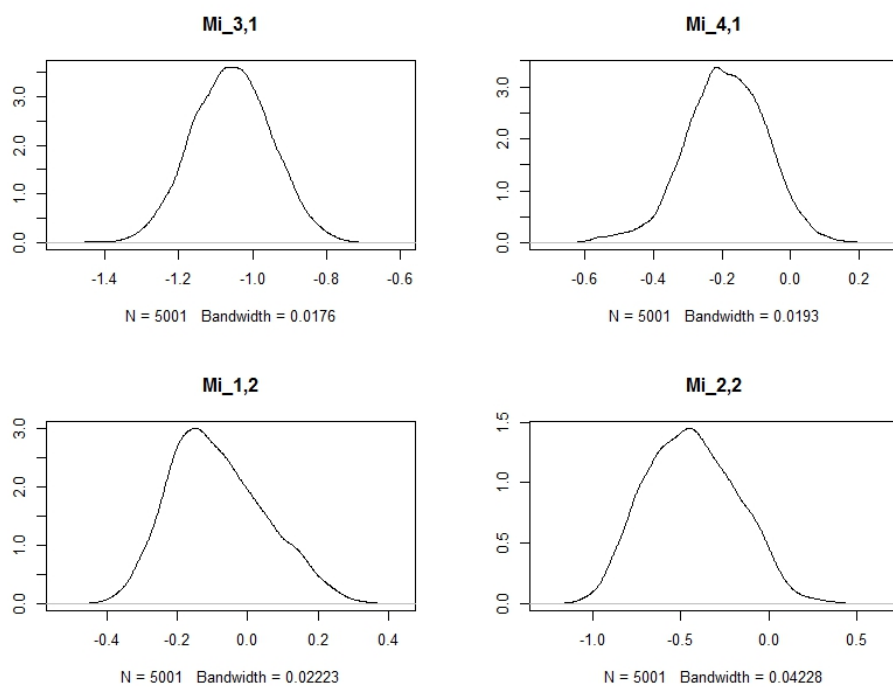 Mi_3,1
0.0 1.0 2.0 3.0
-1.4 -1.2 -1.0 -0.8 -0.6
N = 5001 Bandwidth = 0.0176
Mi_4,1
0.0 1.0 2.0 3.0
-0.6 -0.4 -0.2 0.0 0.2
N = 5001 Bandwidth = 0.0193
Mi_1,2
0.0 1.0 2.0 3.0
-0.4 -0.2 0.0 0.2 0.4
N = 5001 Bandwidth = 0.02223
Mi_2,2
0.0 0.5 1.0 1.5
-1.0 -0.5 0.0 0.5
N = 5001 Bandwidth = 0.04228